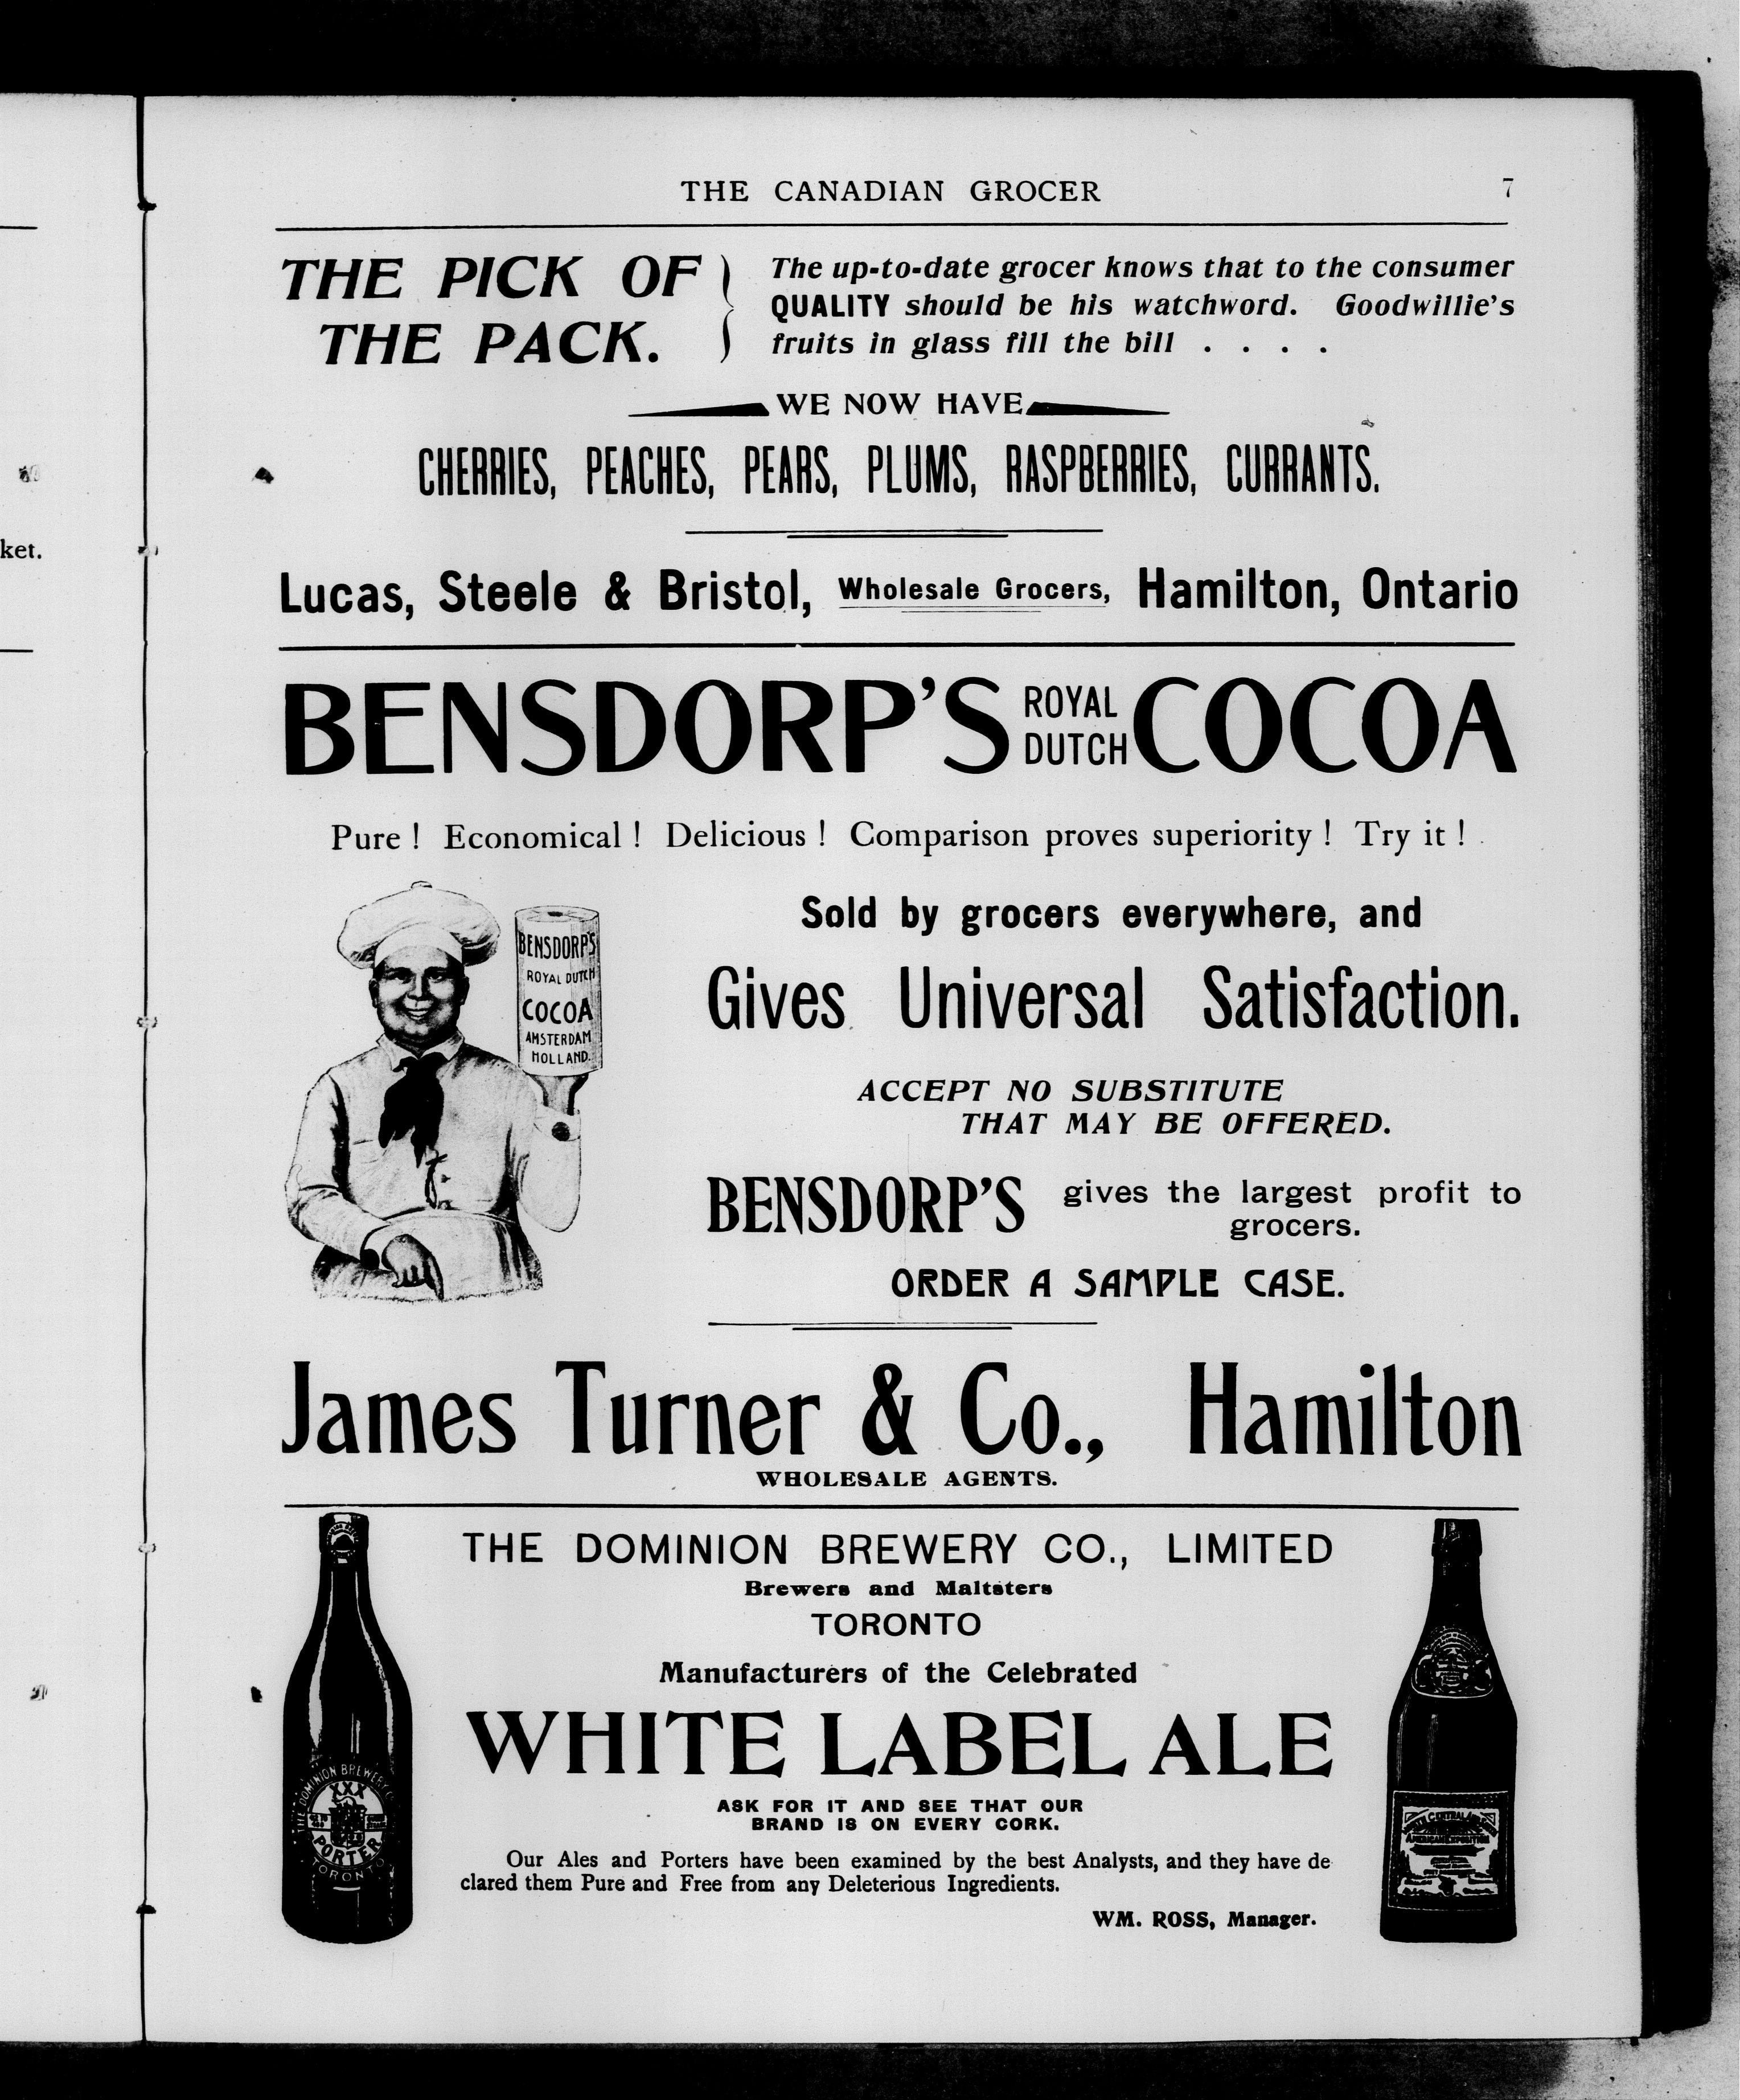 ket.
THE CANADIAN GROCER 7
THE PICK OF
THE PACK.
The up-to-date grocer knows that to the consumer
QUALITY should be his watchword. Goodwillie's
fruits in glass fill the bill . . . .
WE NOW HAVE
CHERRIES, PEACHES, PEARS, PLUMS, RASPBERRIES, CURRANTS.
Lucas, Steele & Bristol, Wholesale Grocers, Hamilton, Ontario
BENSDORP'S ROYAL DUTCH COCOA
Pure ! Economical ! Delicious ! Comparison proves superiority ! Try it !
BENSDORP'S
ROYAL DUTCH
COCOA
AMSTERDAM
HOLLAND.
Sold by grocers everywhere, and
Gives Universal Satisfaction.
ACCEPT NO SUBSTITUTE
THAT MAY BE OFFERED.
BENSDORP'S gives the largest profit to
grocers.
ORDER A SAMPLE CASE.
James Turner & Co., Hamilton
WHOLESALE AGENTS.
THE DOMINION BREWERY CO., LIMITED
Brewers and Maltsters
TORONTO
Manufacturers of the Celebrated
WHITE LABEL ALE
ASK FOR IT AND SEE THAT OUR
BRAND IS ON EVERY CORK.
Our Ales and Porters have been examined by the best Analysts, and they have de
clared them Pure and Free from any Deleterious Ingredients.
WM. ROSS, Manager.
THE DOMINION BREWERY Co
XXX
PORTER
TORONTO